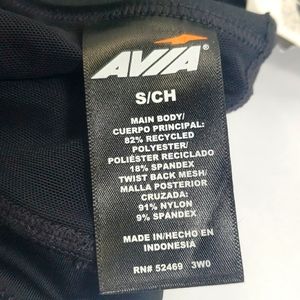 AVIA®
S/CH
MAIN BODY/
CUERPO PRINCIPAL:
82% RECYCLED
POLYESTER/
POLIÉSTER RECICLADO
18% SPANDEX
TWIST BACK MESH/
MALLA POSTERIOR
CRUZADA:
91% NYLON
9% SPANDEX
MADE IN/HECHO EN
INDONESIA
RN# 52469 3W0